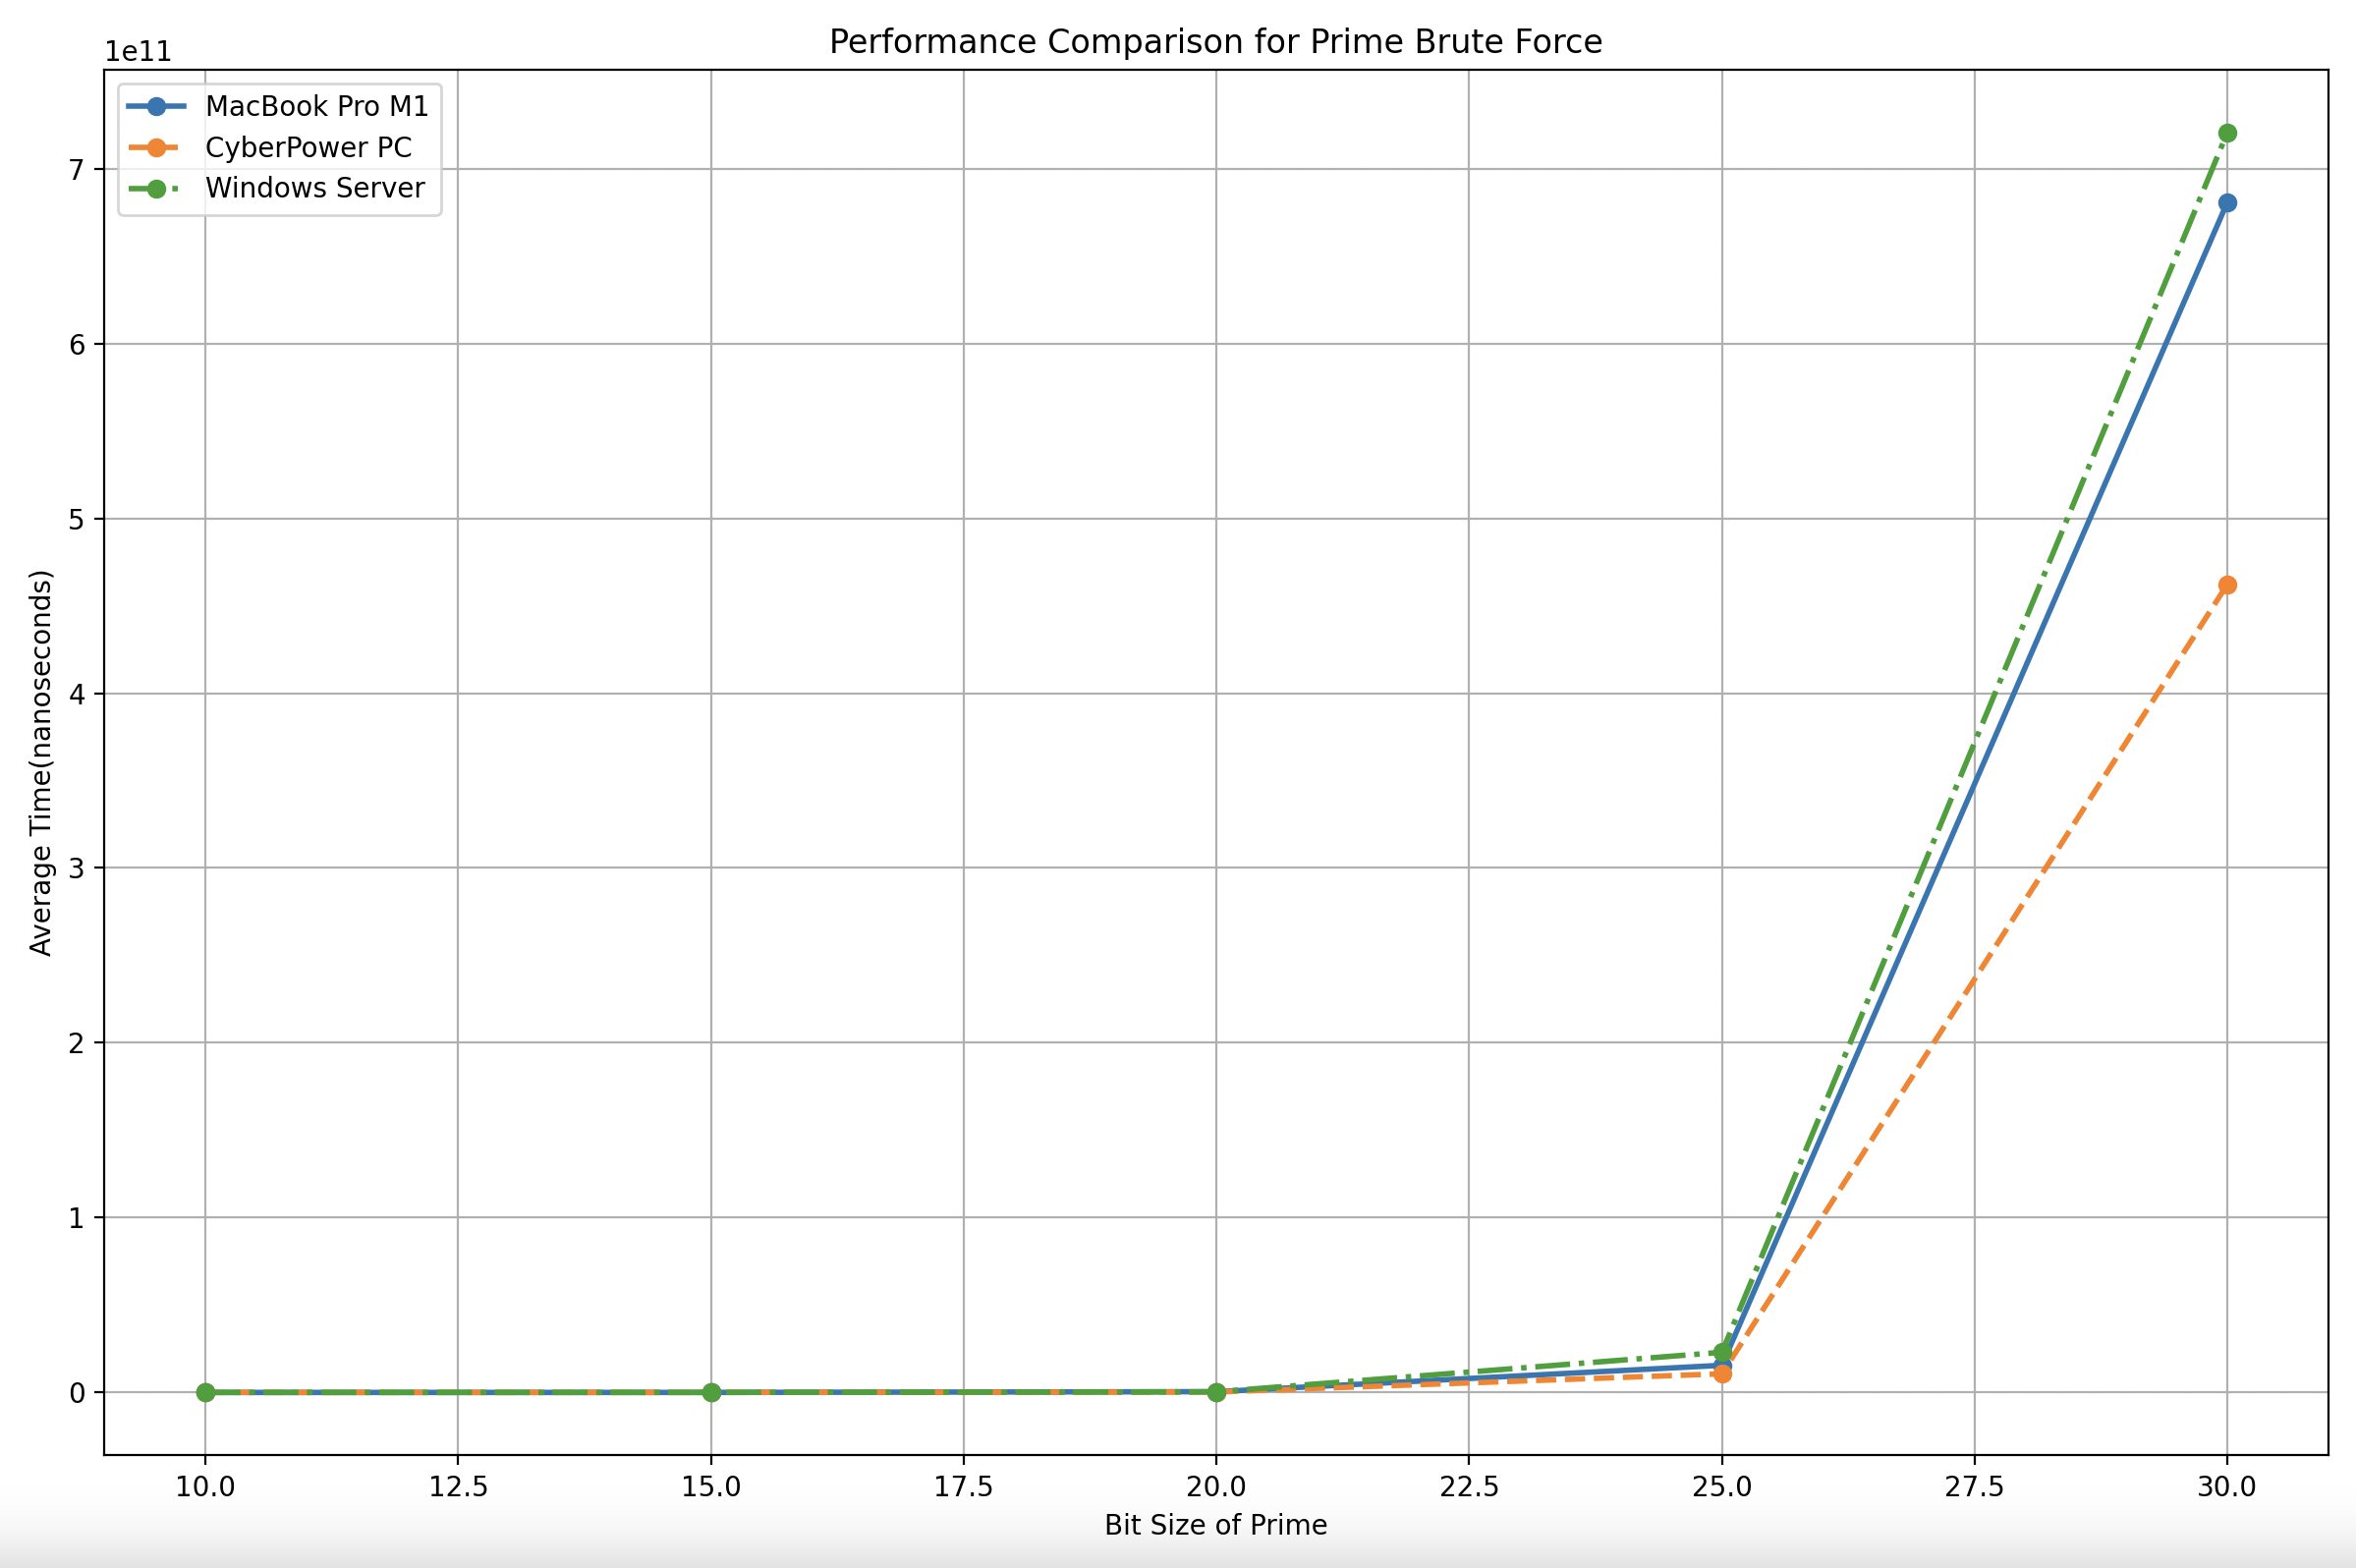 Performance Comparison for Prime Brute Force
1e11
MacBook Pro M1
CyberPower PC
Windows Server
7
6
5
4
3
2
1
0
Average Time(nanoseconds)
10.0 12.5 15.0 17.5 20.0 22.5 25.0 27.5 30.0
Bit Size of Prime